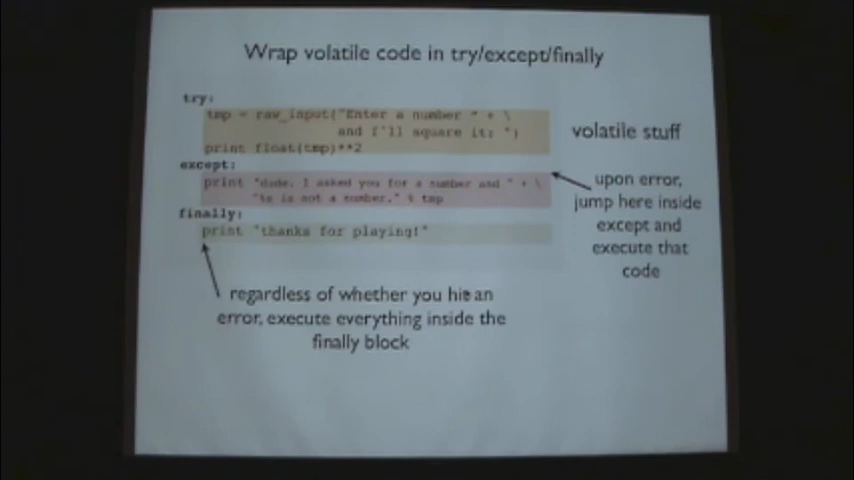 Wrap volatile code in try/except/finally
try:
tmp = raw_input("Enter a number " + \
and I'll square it: ");
print float(tmp)**2
except:
print "dude, I asked you for a number and " + \
"%s is not a number." % tmp
finally:
print "thanks for playing!"
volatile stuff
upon error,
jump here inside
except and
execute that
code
regardless of whether you hit an
error, execute everything inside the
finally block